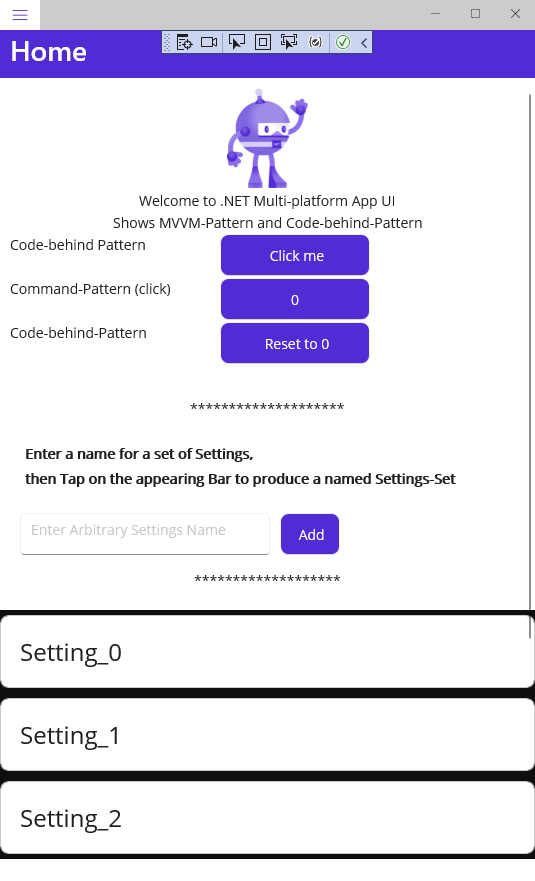 Home
Welcome to .NET Multi-platform App UI
Shows MVVM-Pattern and Code-behind-Pattern
Code-behind Pattern
Click me
Command-Pattern (click)
0
Code-behind-Pattern
Reset to 0
********************
Enter a name for a set of Settings,
then Tap on the appearing Bar to produce a named Settings-Set
Enter Arbitrary Settings Name
Add
*******************
Setting_0
Setting_1
Setting_2